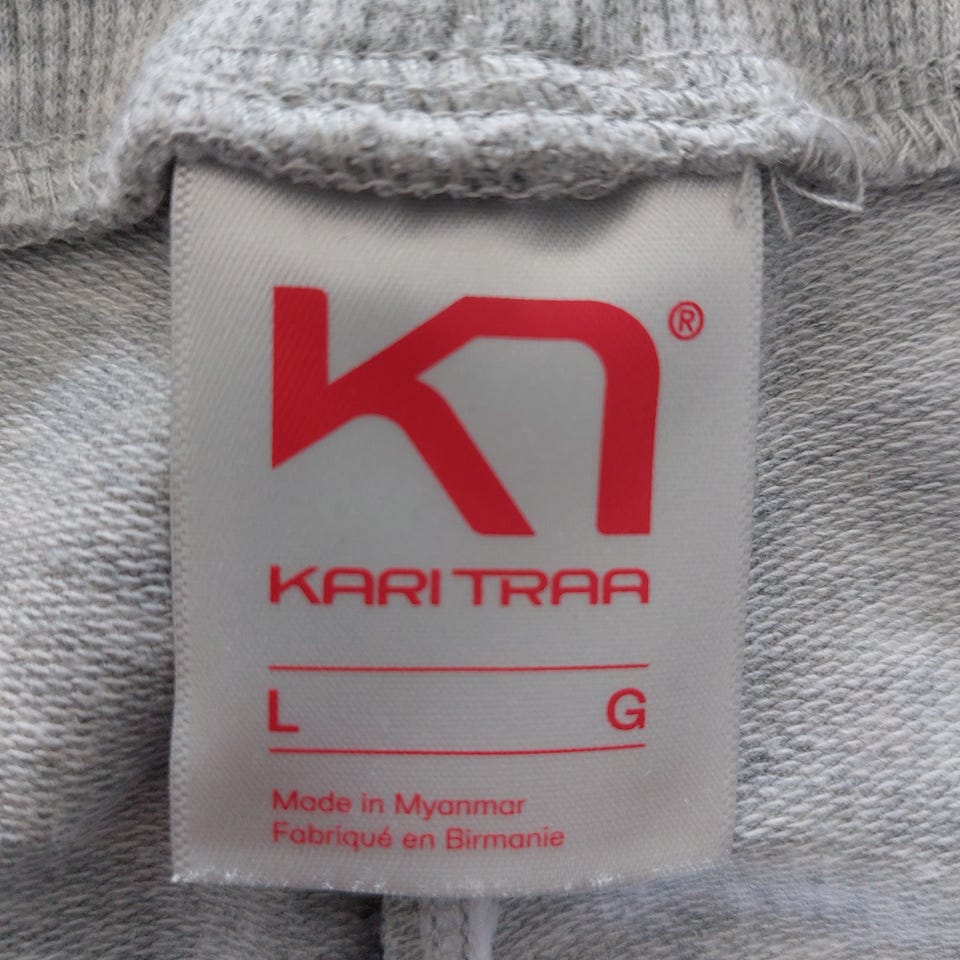 ®
KARI TRAA
L G
Made in Myanmar
Fabriqué en Birmanie